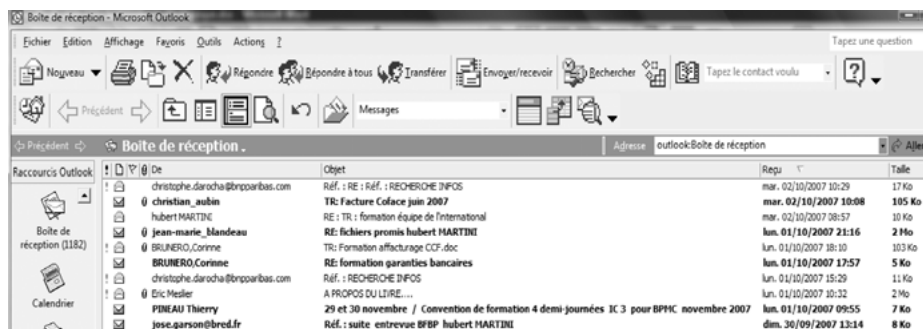 Boîte de réception - Microsoft Outlook
Fichier Edition Affichage Favoris Outils Actions ? Tapez une question
Nouveau Répondre Répondre à tous Transférer Envoyer/recevoir Rechercher Tapez le contact voulu
Précédent Messages
Précédent Boîte de réception . Adresse outlook:Boîte de réception Aller
Raccourcis Outlook ! De Objet Reçu Taille
! christophe.darocha@bnpparibas.com Réf. : RE : Réf. : RECHERCHE INFOS mar. 02/10/2007 10:29 17 Ko
christian_aubin TR: Facture Coface juin 2007 mar. 02/10/2007 10:08 105 Ko
hubert MARTINI RE : TR : formation équipe de l'international mar. 02/10/2007 08:57 10 Ko
Boîte de réception (1182)
jean-marie_blandeau RE: fichiers promis hubert MARTINI lun. 01/10/2007 21:16 2 Mo
! BRUNERO,Corinne TR: Formation affacturage CCF.doc lun. 01/10/2007 18:10 103 Ko
BRUNERO,Corinne RE: formation garanties bancaires lun. 01/10/2007 17:57 5 Ko
! christophe.darocha@bnpparibas.com Réf. : RECHERCHE INFOS lun. 01/10/2007 15:29 11 Ko
! Eric Meslier A PROPOS DU LIVRE.... lun. 01/10/2007 10:32 2 Mo
Calendrier
PINEAU Thierry 29 et 30 novembre / Convention de formation 4 demi-journées IC 3 pour BPMC novembre 2007 lun. 01/10/2007 09:55 7 Ko
jose.garson@bred.fr Réf. : suite entrevue BFBP hubert MARTINI dim. 30/09/2007 13:14 8 Ko